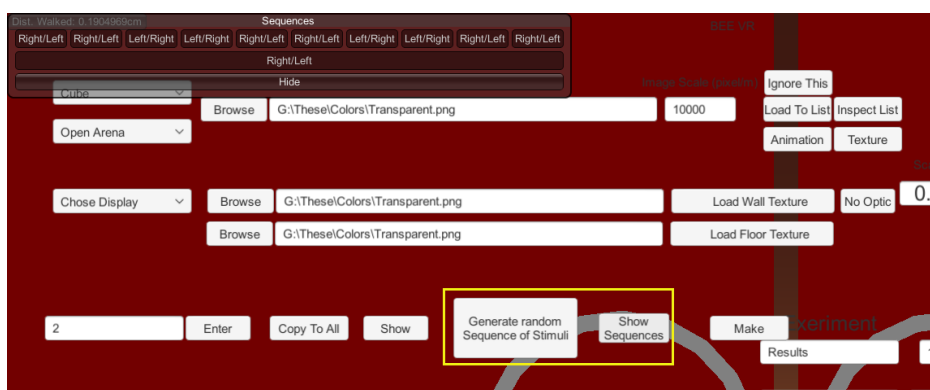 Dist. Walked: 0.1904969cm
Sequences
BEE VR
Right/Left Right/Left Left/Right Left/Right Right/Left Right/Left Left/Right Left/Right Right/Left Right/Left
Right/Left
Hide
Image Scale (pixel/m)
Ignore This
Cube
Browse G:\These\Colors\Transparent.png 10000 Load To List Inspect List
Open Arena
Animation Texture
Chose Display Browse G:\These\Colors\Transparent.png Load Wall Texture No Optic 0.
Browse G:\These\Colors\Transparent.png Load Floor Texture
2 Enter Copy To All Show Generate random
Sequence of Stimuli Show
Sequences Make
Results